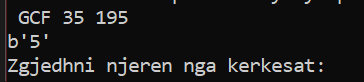 GCF 35 195
b'5'
Zgjedhni njeren nga kerkesat: